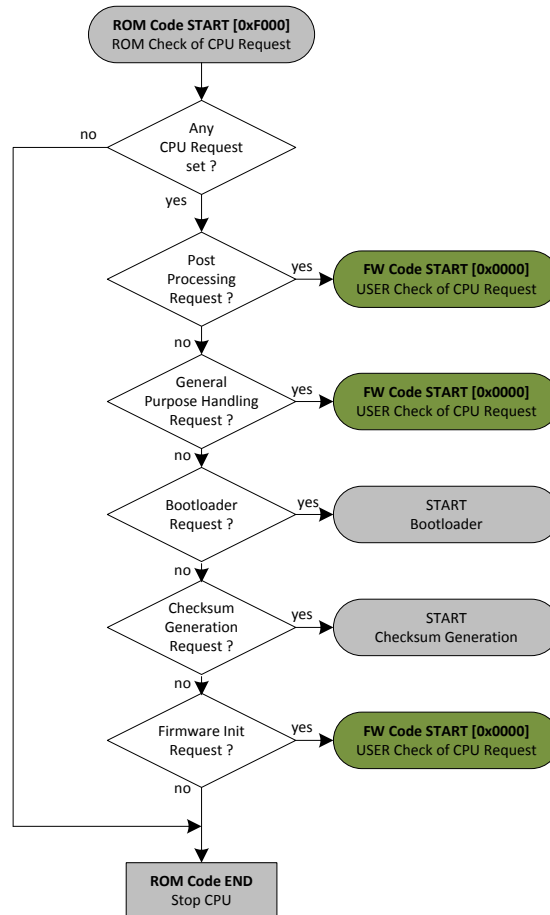 ROM Code START [0xF000]
ROM Check of CPU Request
no
Any
CPU Request
set ?
yes
Post
Processing
Request ?
yes
FW Code START [0x0000]
USER Check of CPU Request
no
General
Purpose Handling
Request ?
yes
FW Code START [0x0000]
USER Check of CPU Request
no
Bootloader
Request ?
yes
START
Bootloader
no
Checksum
Generation
Request ?
yes
START
Checksum Generation
no
Firmware Init
Request ?
yes
FW Code START [0x0000]
USER Check of CPU Request
no
ROM Code END
Stop CPU